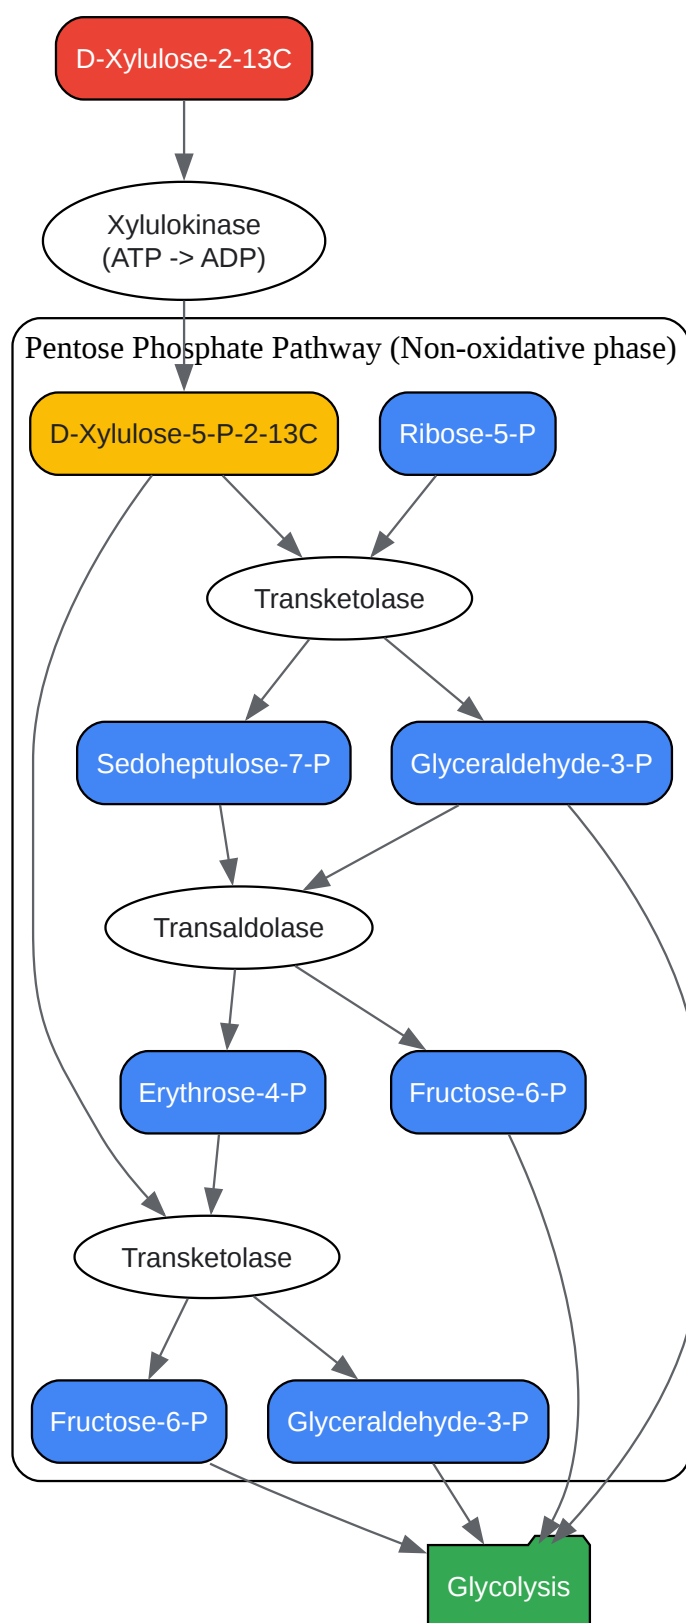 D-Xylulose-2-13C
Xylulokinase
(ATP -> ADP)
Pentose Phosphate Pathway (Non-oxidative phase)
D-Xylulose-5-P-2-13C
Ribose-5-P
Transketolase
Sedoheptulose-7-P
Glyceraldehyde-3-P
Transaldolase
Erythrose-4-P
Fructose-6-P
Transketolase
Fructose-6-P
Glyceraldehyde-3-P
Glycolysis